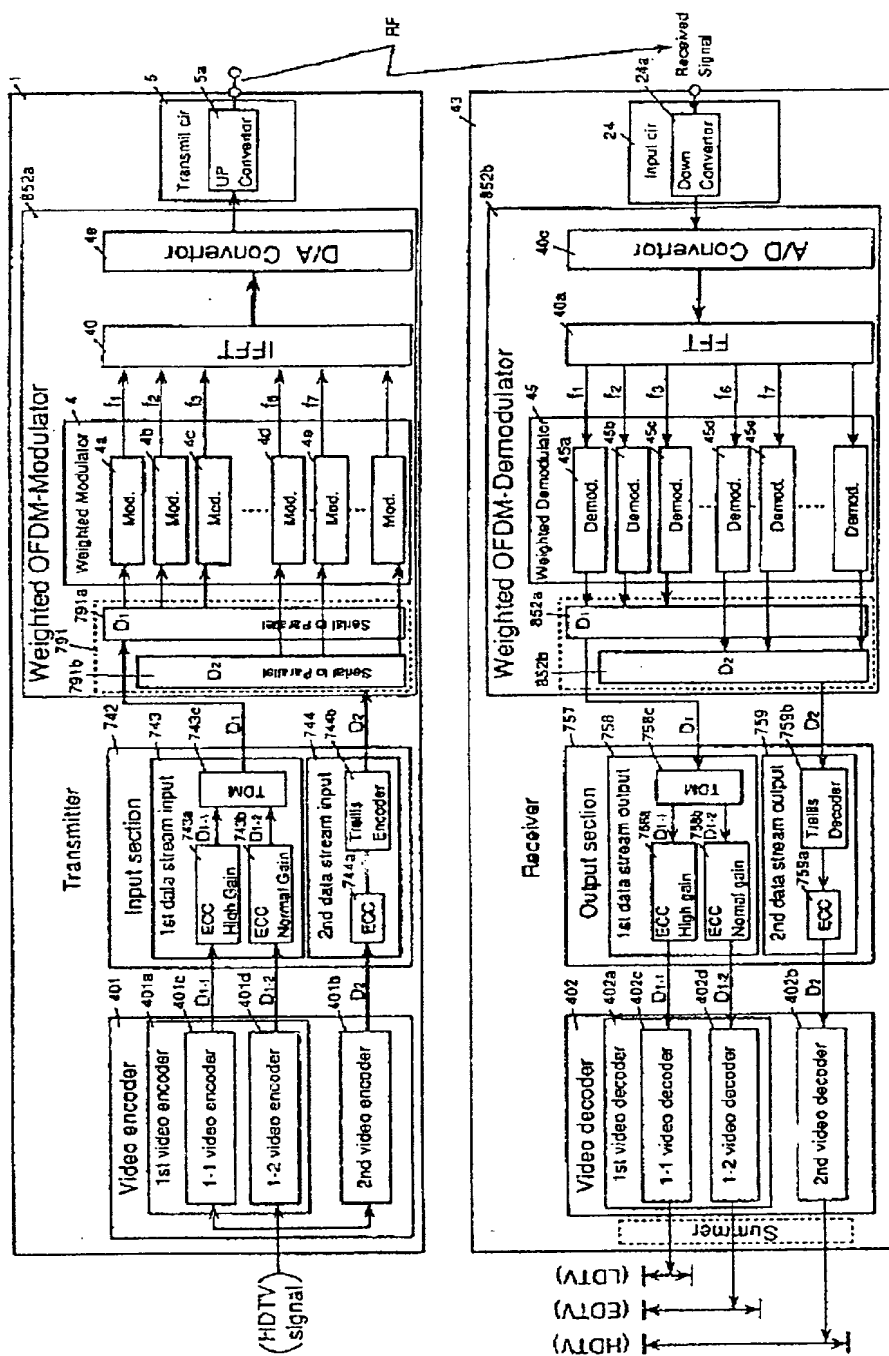 1
Transmitter
(HDTV signal)
401
Video encoder
401a
1st video encoder
401c
1-1 video encoder
401d
1-2 video encoder
401b
2nd video encoder
D1-1
D1-2
D2
742
Input section
743
1st data stream input
743a
ECC
High Gain
D1-1
743b
ECC
Normal Gain
D1-2
743c
TDM
D1
744
2nd data stream input
744a
ECC
744b
Trellis
Encoder
D2
852a
Weighted OFDM-Modulator
791
791a
D1
Serial to Parallel
791b
D2
Serial to Parallel
4
Weighted Modulator
4a
Mod.
4b
Mod.
4c
Mod.
4d
Mod.
4e
Mod.
Mod.
f1
f2
f3
f7
40
IFFT
4e
D/A Convertor
5
Transmit cir
5a
UP
Convertor
RF
43
Receiver
Received
Signal
24
Input cir
24a
Down
Convertor
852b
Weighted OFDM-Demodulator
40c
A/D Convertor
40a
FFT
f1
f2
f3
f6
f7
45
Weighted Demodulator
45a
Demod.
45b
Demod.
45c
Demod.
45d
Demod.
45e
Demod.
Demod.
852a
D1
852b
D2
757
Output section
758
1st data stream output
758c
TDM
D1
D1-1
ECC
High gain
758b
D1-2
ECC
Normal gain
759
2nd data stream output
759b
Trellis
Decoder
D2
759a
ECC
402
Video decoder
402a
1st video decoder
402c
1-1 video decoder
D1-1
402d
1-2 video decoder
D1-2
402b
2nd video decoder
D2
Summer
(LDTV)
(EDTV)
(HDTV)